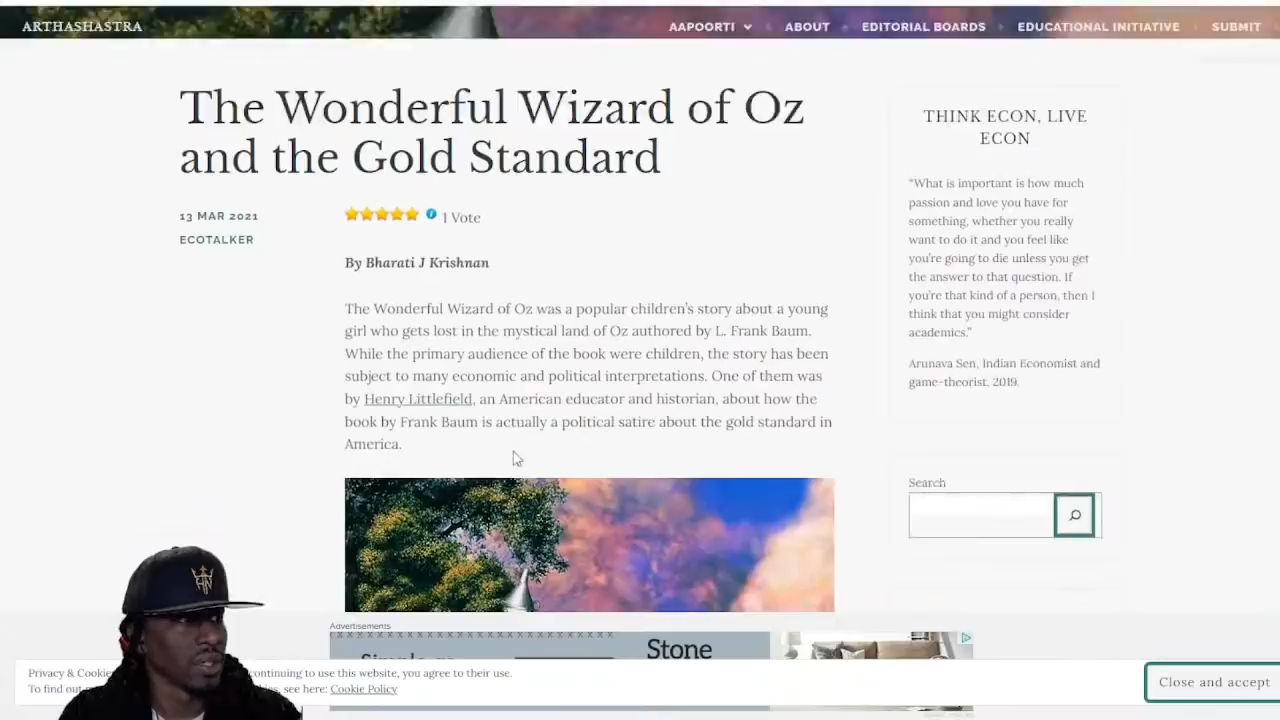 ARTHASHASTRA
AAPOORTI
ABOUT
EDITORIAL BOARDS
EDUCATIONAL INITIATIVE
SUBMIT
The Wonderful Wizard of Oz
and the Gold Standard
13 MAR 2021
ECOTALKER
1 Vote
By Bharati J Krishnan
The Wonderful Wizard of Oz was a popular children's story about a young
girl who gets lost in the mystical land of Oz authored by L. Frank Baum.
While the primary audience of the book were children, the story has been
subject to many economic and political interpretations. One of them was
by Henry Littlefield, an American educator and historian, about how the
book by Frank Baum is actually a political satire about the gold standard in
America.
THINK ECON, LIVE
ECON
“What is important is how much
passion and love you have for
something, whether you really
want to do it and you feel like
you're going to die unless you get
the answer to that question. If
you're that kind of a person, then I
think that you might consider
academics.”
Arunava Sen, Indian Economist and
game-theorist, 2019.
Search
Advertisements
Stone
Privacy & Cookie
continuing to use this website, you agree to their use.
To find out
see here: Cookie Policy
Close and accept